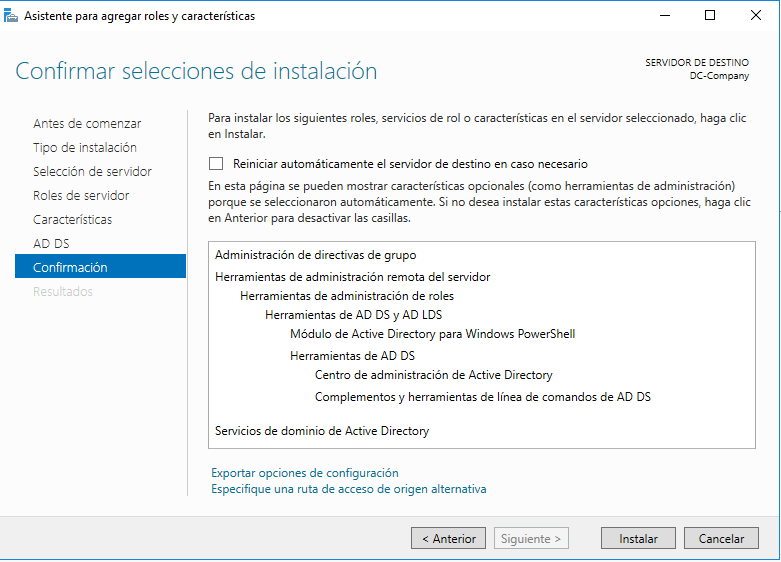 Asistente para agregar roles y características
Confirmar selecciones de instalación
SERVIDOR DE DESTINO
DC-Company
Antes de comenzar
Tipo de instalación
Selección de servidor
Roles de servidor
Características
AD DS
Confirmación
Resultados
Para instalar los siguientes roles, servicios de rol o características en el servidor seleccionado, haga clic
en Instalar.
Reiniciar automáticamente el servidor de destino en caso necesario
En esta página se pueden mostrar características opcionales (como herramientas de administración)
porque se seleccionaron automáticamente. Si no desea instalar estas características opciones, haga clic
en Anterior para desactivar las casillas.
Administración de directivas de grupo
Herramientas de administración remota del servidor
Herramientas de administración de roles
Herramientas de AD DS y AD LDS
Módulo de Active Directory para Windows PowerShell
Herramientas de AD DS
Centro de administración de Active Directory
Complementos y herramientas de línea de comandos de AD DS
Servicios de dominio de Active Directory
Exportar opciones de configuración
Especifique una ruta de acceso de origen alternativa
< Anterior
Siguiente >
Instalar
Cancelar